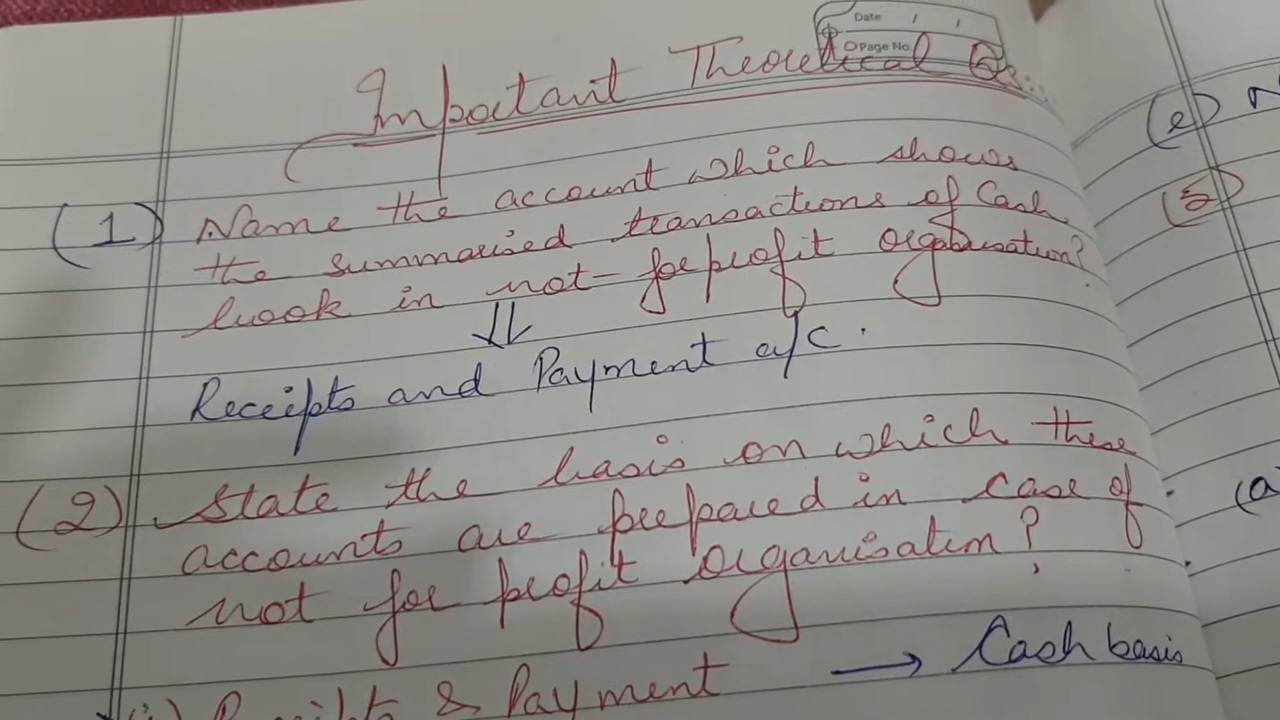 Date / /
Page No.
Important Theoretical Qs...
(1) Name the account which shows
the summarised transactions of Cash
book in not-for profit organisation?
Receipts and Payment a/c.
(2) State the basis on which these
accounts are prepared in case of
not for profit organisation?
(i) Receipts & Payment → Cash basis
(2)
(3)
(a